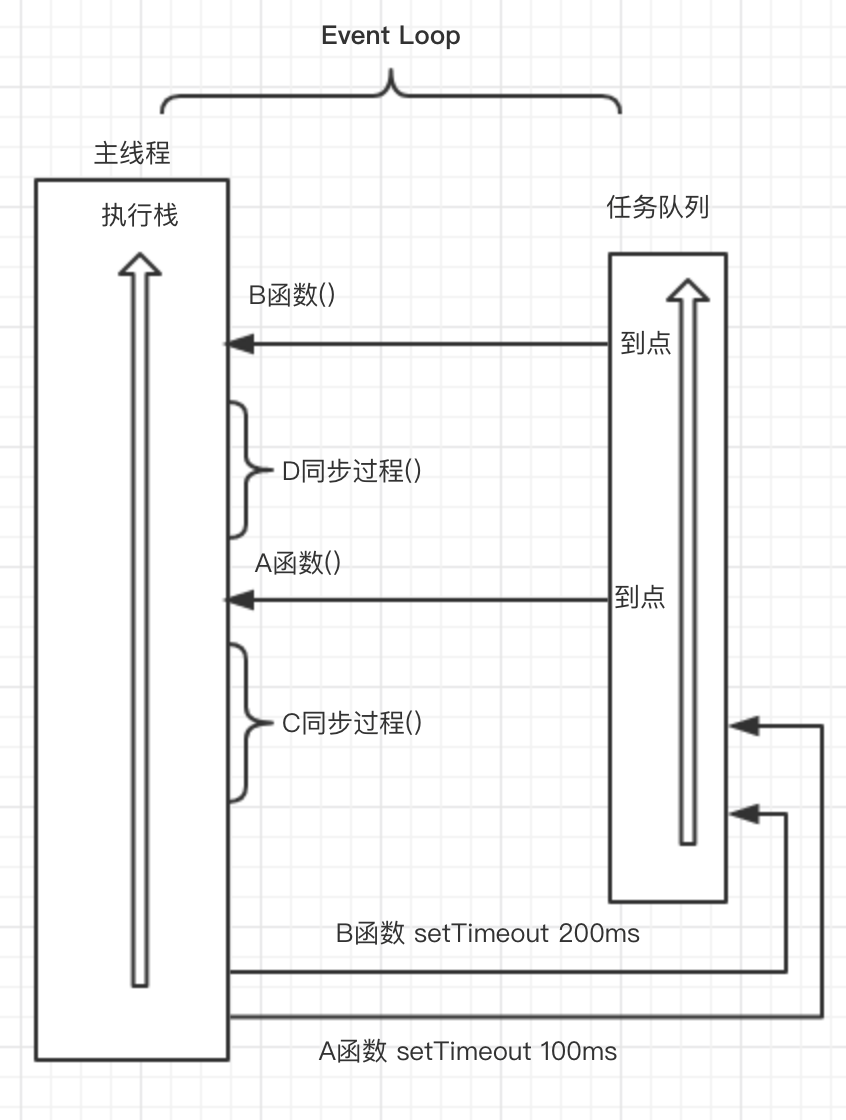 Event Loop
主线程
执行栈
任务队列
B函数()
到点
D同步过程()
A函数()
到点
C同步过程()
B函数 setTimeout 200ms
A函数 setTimeout 100ms